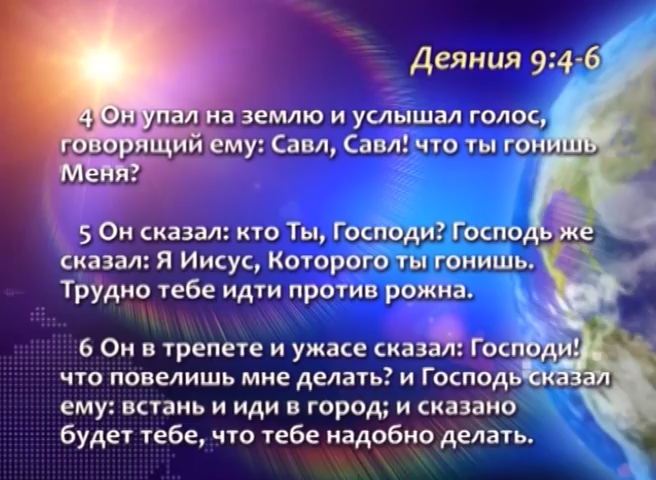 Деяния 9:4-6
4 Он упал на землю и услышал голос,
говорящий ему: Савл, Савл! что ты гонишь
Меня?
5 Он сказал: кто Ты, Господи? Господь же
сказал: Я Иисус, Которого ты гонишь.
Трудно тебе идти против рожна.
6 Он в трепете и ужасе сказал: Господи!
что повелишь мне делать? и Господь сказал
ему: встань и иди в город; и сказано
будет тебе, что тебе надобно делать.